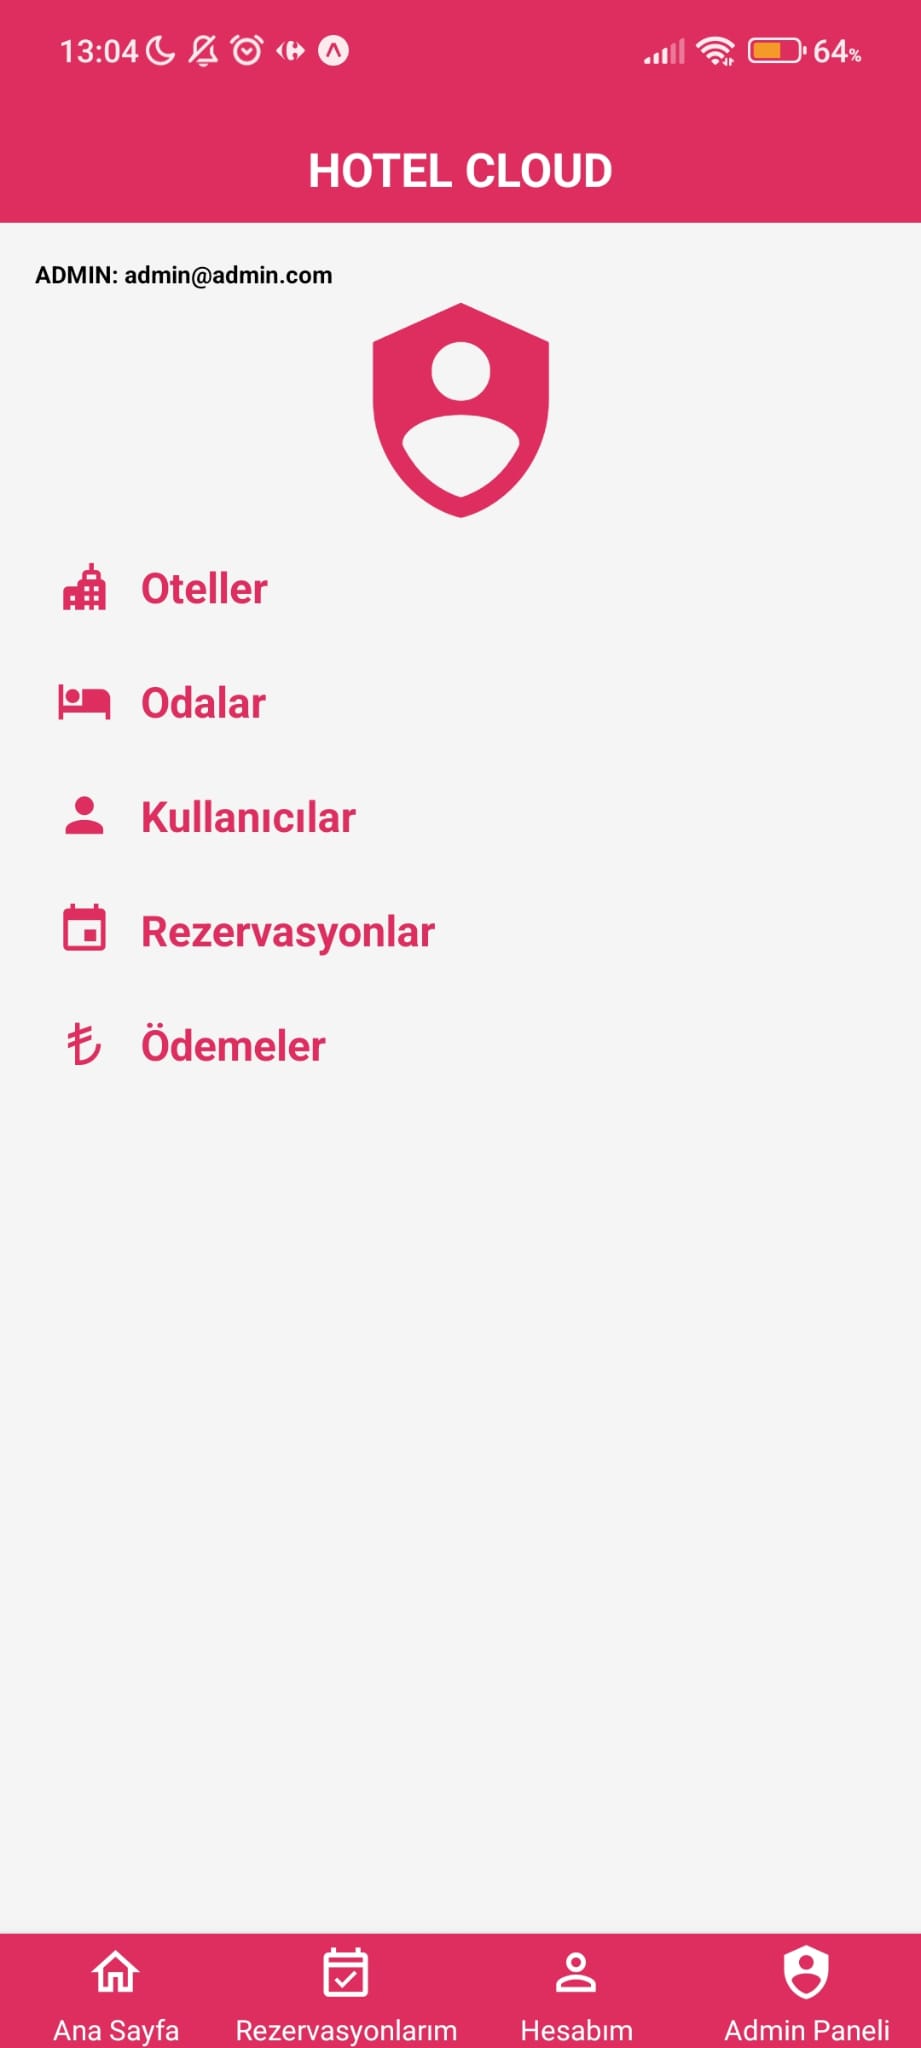 13:04 64%
HOTEL CLOUD
ADMIN: admin@admin.com
Oteller
Odalar
Kullanıcılar
Rezervasyonlar
₺ Ödemeler
Ana Sayfa Rezervasyonlarım Hesabım Admin Paneli